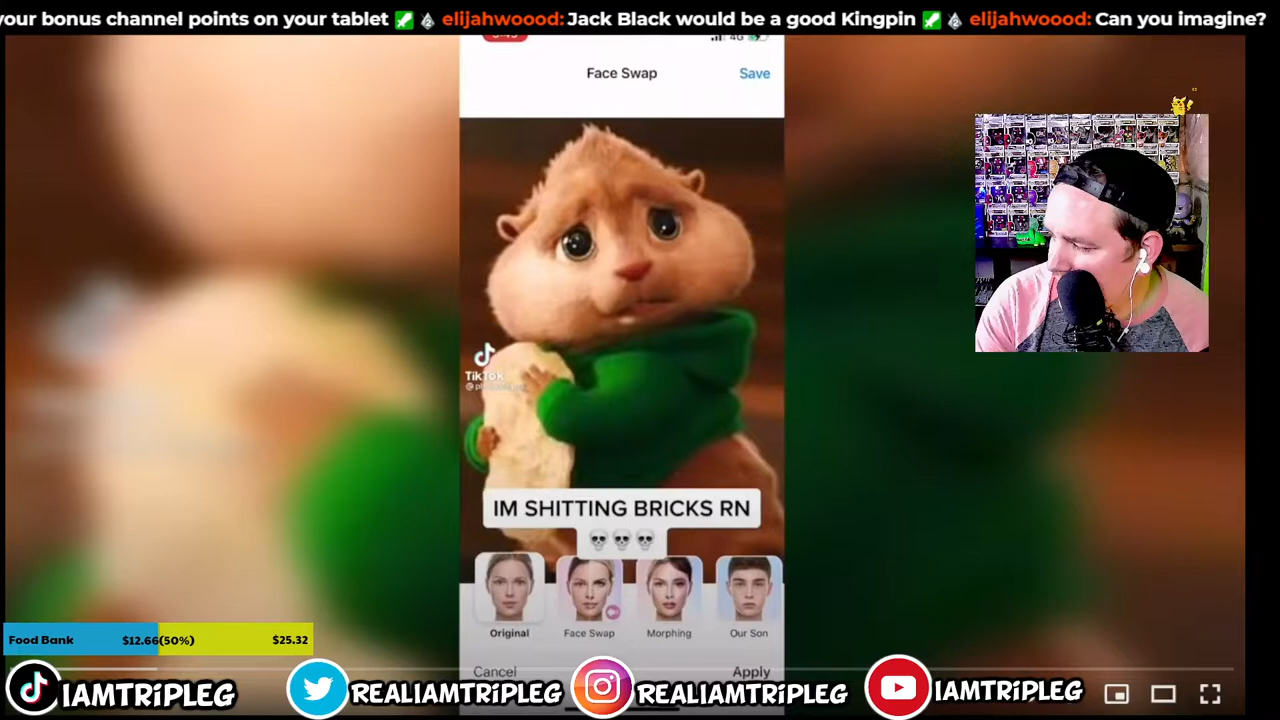 your bonus channel points on your tablet elijahwoood: Jack Black would be a good Kingpin elijahwoood: Can you imagine?
4G
Face Swap Save
TikTok
IM SHITTING BRICKS RN
💀💀💀
Original Face Swap Morphing Our Son
Cancel Apply
Food Bank $12.66(50%) $25.32
IAMTRiPLEG REALIAMTRiPLEG REALIAMTRiPLEG IAMTRiPLEG